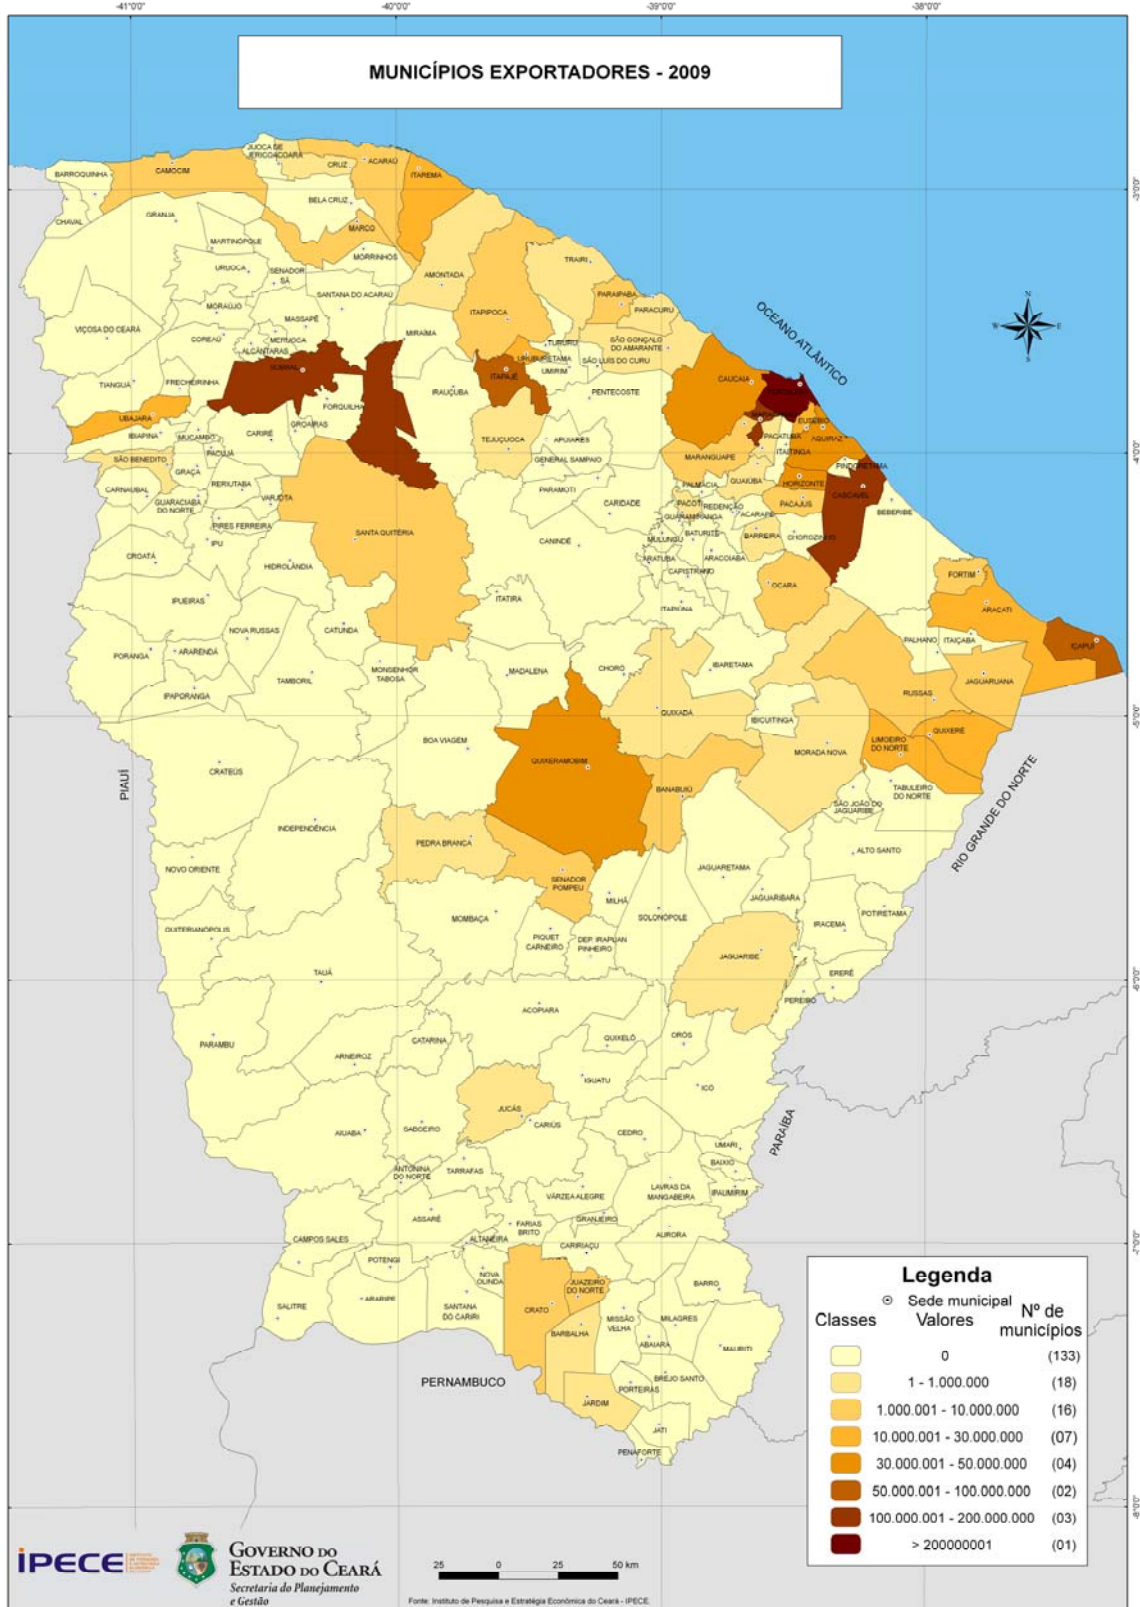 -41°0'
-40°0'
-39°0'
-38°0'
MUNICÍPIOS EXPORTADORES - 2009
JIJOCA DE
JERICOACOARA
CRUZ
ACARAÚ
ITAREMA
BARROQUINHA
CAMOCIM
CHAVAL
GRANJA
BELA CRUZ
MARCO
MARTINÓPOLE
MORRINHOS
-3°0'
URUOCA
SENADOR
SÁ
AMONTADA
TRAIRI
SANTANA DO ACARAÚ
PARAIPABA
PARACURU
MORAÚJO
MASSAPÊ
ITAPIPOCA
OCEANO ATLÂNTICO
N
W
E
S
VIÇOSA DO CEARÁ
COREAÚ
MERUOCA
ALCÂNTARAS
MIRAÍMA
TURURU
SÃO GONÇALO
DO AMARANTE
URUBURETAMA
UMIRIM
SÃO LUIS DO CURU
SOBRAL
ITAPAJÉ
CAUCAIA
FORTALEZA
TIANGUÁ
FRECHEIRINHA
IRAUÇUBA
PENTECOSTE
FORQUILHA
UBAJARA
GROAIRAS
EUSÉBIO
IBIAPINA
MUCAMBO
CARIRÉ
TEJUÇUOCA
APUIARÉS
PACATUBA
AQUIRAZ
PACUJÁ
ITAITINGA
SÃO BENEDITO
GRAÇA
GENERAL SAMPAIO
MARANGUAPE
PINDORETAMA
-4°0'
CARNAUBAL
RERIUTABA
GUARACIABA
DO NORTE
VARJOTA
PARAMOTI
CARIDADE
PALMÁCIA
GUAIÚBA
HORIZONTE
CASCAVEL
PACOTI
REDENÇÃO
PACAJUS
BEBERIBE
GUARAMIRANGA
ACARAPE
PIRES FERREIRA
SANTA QUITÉRIA
CANINDÉ
MULUNGU
BATURITÉ
BARREIRA
CHOROZINHO
CROATÁ
IPU
ARATUBA
ARACOIABA
HIDROLÂNDIA
CAPISTRANO
OCARA
FORTIM
IPUEIRAS
ITATIRA
ITAPIÚNA
ARACATI
NOVA RUSSAS
CATUNDA
PALHANO
ITAIÇABA
ICAPUÍ
PORANGA
ARARENDÁ
MONSENHOR
TABOSA
MADALENA
CHORÓ
IBARETAMA
TAMBORIL
RUSSAS
JAGUARUANA
IPAPORANGA
QUIXADÁ
IBICUITINGA
-5°0'
BOA VIAGEM
QUIXERAMOBIM
MORADA NOVA
LIMOEIRO
DO NORTE
QUIXERÉ
CRATEÚS
BANABUIÚ
TABULEIRO
DO NORTE
SÃO JOÃO DO
JAGUARIBE
PIAUÍ
RIO GRANDE DO NORTE
INDEPENDÊNCIA
PEDRA BRANCA
ALTO SANTO
NOVO ORIENTE
SENADOR
POMPEU
JAGUARETAMA
JAGUARIBARA
MILHÃ
MOMBAÇA
SOLONÓPOLE
POTIRETAMA
IRACEMA
QUITERIANÓPOLIS
PIQUET
CARNEIRO
DEP. IRAPUAN
PINHEIRO
JAGUARIBE
TAUÁ
ERERÊ
-6°0'
PEREIRO
ACOPIARA
PARAMBU
CATARINA
QUIXELÔ
ORÓS
ARNEIROZ
IGUATU
ICÓ
JUCÁS
CARIÚS
AIUABA
SABOEIRO
CEDRO
PARAÍBA
UMARI
BAIXIO
ANTONINA
DO NORTE
TARRAFAS
LAVRAS DA
MANGABEIRA
IPAUMIRIM
VÁRZEA ALEGRE
ASSARÉ
FARIAS
BRITO
GRANJEIRO
AURORA
CAMPOS SALES
ALTANEIRA
CARIRIAÇU
-7°0'
POTENGI
NOVA
OLINDA
JUAZEIRO
DO NORTE
BARRO
SALITRE
ARARIPE
SANTANA
DO CARIRI
CRATO
MISSÃO
VELHA
MILAGRES
BARBALHA
ABAIARA
MAURITI
PERNAMBUCO
BREJO SANTO
PORTEIRAS
JARDIM
JATI
PENAFORTE
-8°0'
Legenda
Sede municipal
Classes Valores Nº de
municípios
0 (133)
1 - 1.000.000 (18)
1.000.001 - 10.000.000 (16)
10.000.001 - 30.000.000 (07)
30.000.001 - 50.000.000 (04)
50.000.001 - 100.000.000 (02)
100.000.001 - 200.000.000 (03)
> 200000001 (01)
IPECE
GOVERNO DO
ESTADO DO CEARÁ
Secretaria do Planejamento
e Gestão
25 0 25 50 km
Fonte: Instituto de Pesquisa e Estratégia Econômica do Ceará - IPECE.